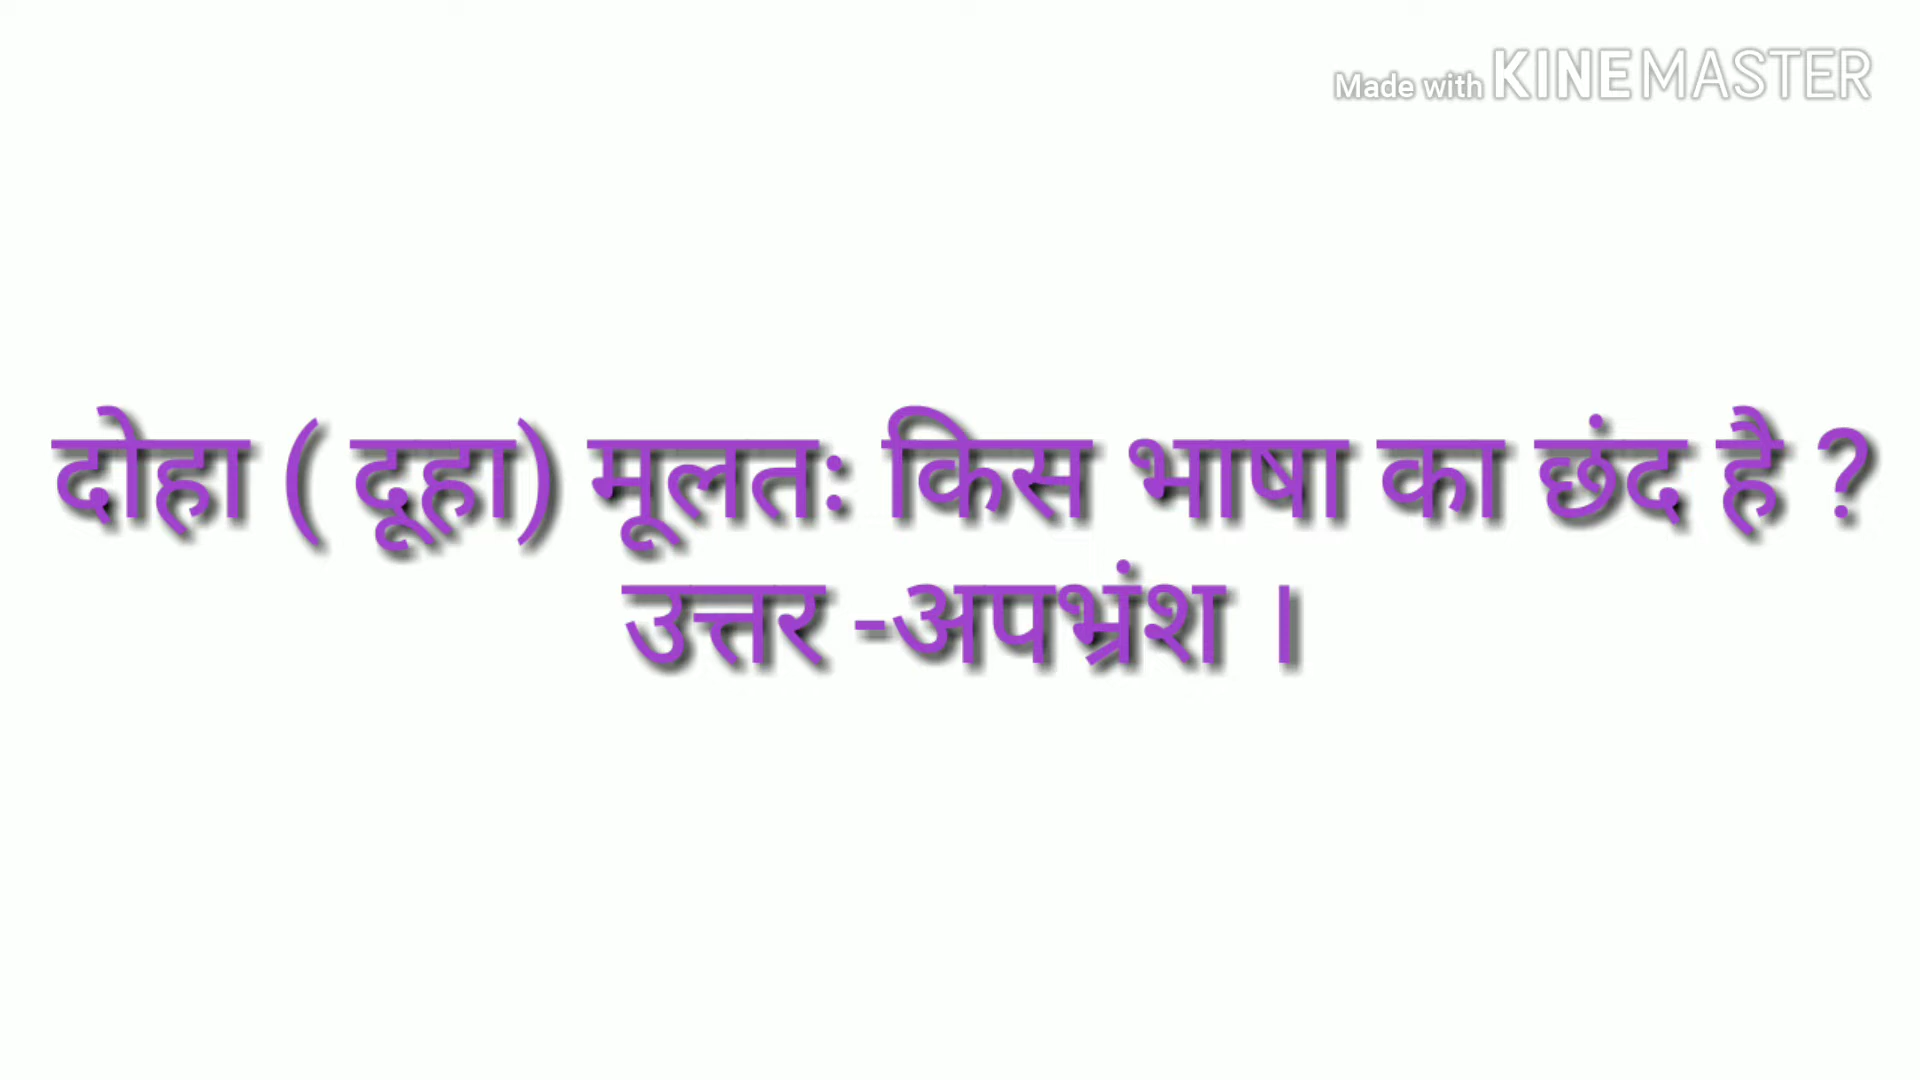 Made with KINEMASTER
दोहा ( दूहा) मूलतः किस भाषा का छंद है ?
उत्तर -अपभ्रंश ।